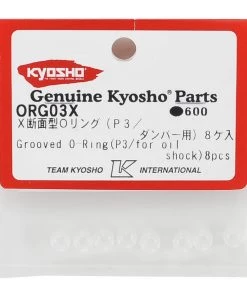 KYOSHO
Genuine Kyosho Parts
ORG03X
600
X断面型Oリング(P3/
ダンパー用)8ケ入
Grooved O-Ring(P3/for oil
shock)8pcs
TEAM KYOSHO K INTERNATIONAL